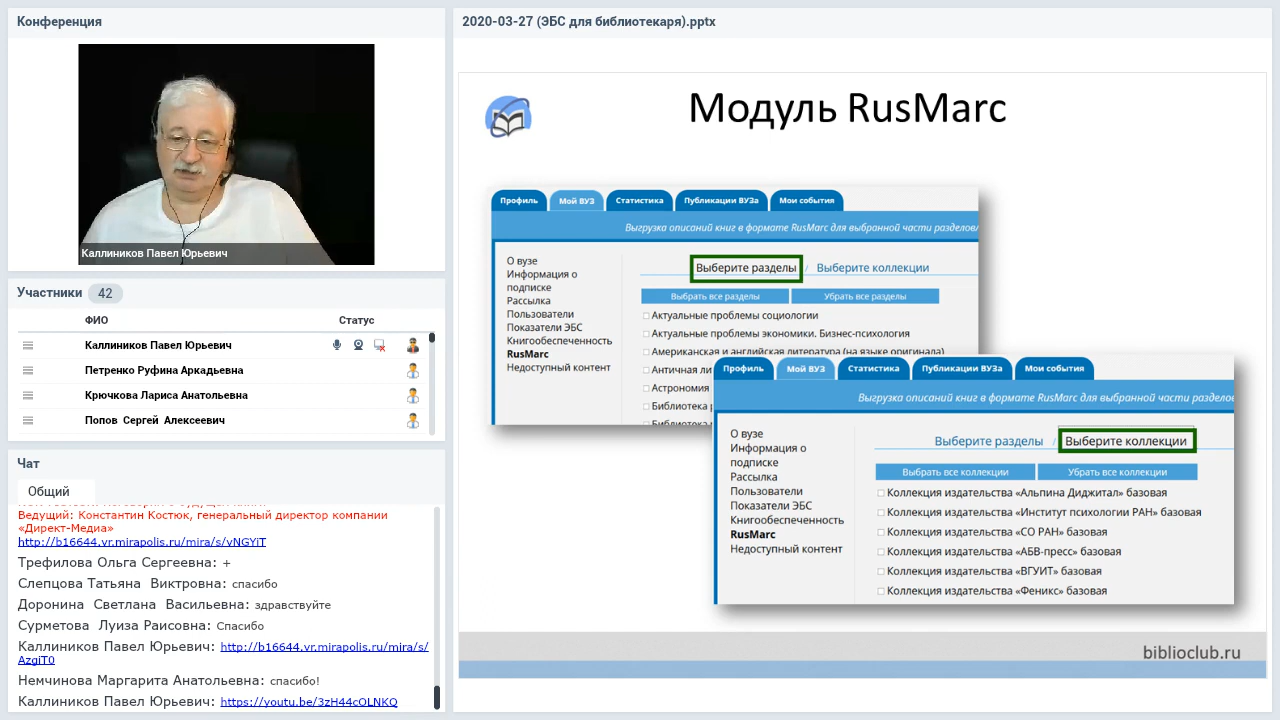 Конференция
Каллиников Павел Юрьевич
Участники 42
ФИО Статус
Каллиников Павел Юрьевич
Петренко Руфина Аркадьевна
Крючкова Лариса Анатольевна
Попов Сергей Алексеевич
Чат
Общий
Ведущий: Константин Костюк, генеральный директор компании
«Директ-Медиа»
http://b16644.vr.mirapolis.ru/mira/s/vNGYiT
Трефилова Ольга Сергеевна: +
Слепцова Татьяна Викторовна: спасибо
Доронина Светлана Васильевна: здравствуйте
Сурметова Луиза Раисовна: Спасибо
Каллиников Павел Юрьевич: http://b16644.vr.mirapolis.ru/mira/s/
AzgiT0
Немчинова Маргарита Анатольевна: спасибо!
Каллиников Павел Юрьевич: https://youtu.be/3zH44cOLNKQ
2020-03-27 (ЭБС для библиотекаря).pptx
Модуль RusMarc
Профиль Мой ВУЗ Статистика Публикации ВУЗа Мои события
Выгрузка описаний книг в формате RusMarc для выбранной части разделов/
О вузе
Информация о
подписке
Рассылка
Пользователи
Показатели ЭБС
Книгообеспеченность
RusMarc
Недоступный контент
Выберите разделы / Выберите коллекции
Выбрать все разделы Убрать все разделы
Актуальные проблемы социологии
Актуальные проблемы экономики. Бизнес-психология
Американская и английская литература (на языке оригинала)
Античная ли
Астрономия
Библиотека
Профиль Мой ВУЗ Статистика Публикации ВУЗа Мои события
Выгрузка описаний книг в формате RusMarc для выбранной части разделов
О вузе
Информация о
подписке
Рассылка
Пользователи
Показатели ЭБС
Книгообеспеченность
RusMarc
Недоступный контент
Выберите разделы / Выберите коллекции
Выбрать все коллекции Убрать все коллекции
Коллекция издательства «Альпина Диджитал» базовая
Коллекция издательства «Институт психологии РАН» базовая
Коллекция издательства «СО РАН» базовая
Коллекция издательства «АБВ-пресс» базовая
Коллекция издательства «ВГУИТ» базовая
Коллекция издательства «Феникс» базовая
biblioclub.ru